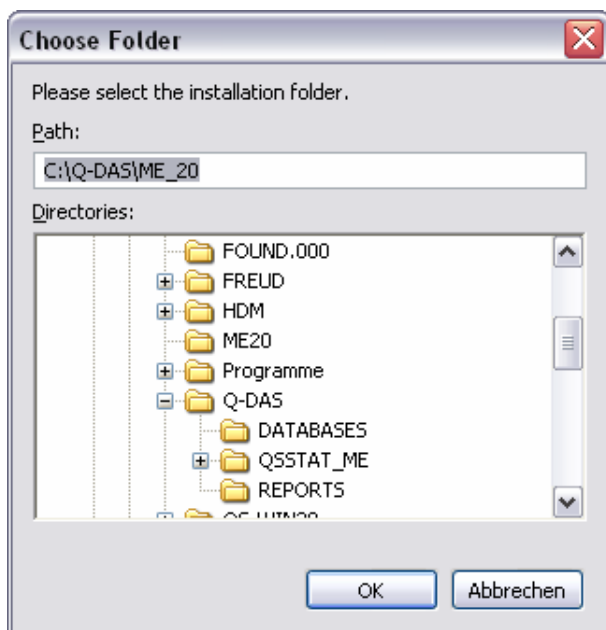 Choose Folder
Please select the installation folder.
Path:
C:\Q-DAS\ME_20
Directories:
FOUND.000
FREUD
HDM
ME20
Programme
Q-DAS
DATABASES
QSSTAT_ME
REPORTS
OK
Abbrechen